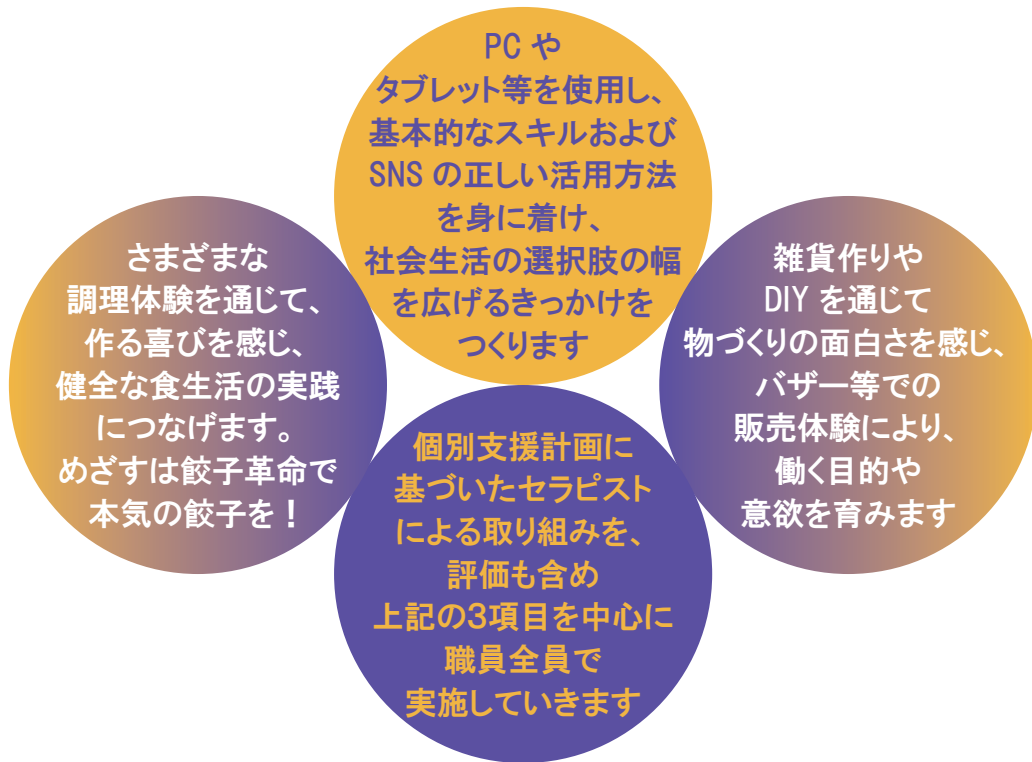 PC や
タブレット等を使用し、
基本的なスキルおよび
SNS の正しい活用方法
を身に着け、
社会生活の選択肢の幅
を広げるきっかけを
つくります
さまざまな
調理体験を通じて、
作る喜びを感じ、
健全な食生活の実践
につなげます。
めざすは餃子革命で
本気の餃子を！
雑貨作りや
DIY を通じて
物づくりの面白さを感じ、
バザー等での
販売体験により、
働く目的や
意欲を育みます
個別支援計画に
基づいたセラピスト
による取り組みを、
評価も含め
上記の３項目を中心に
職員全員で
実施していきます